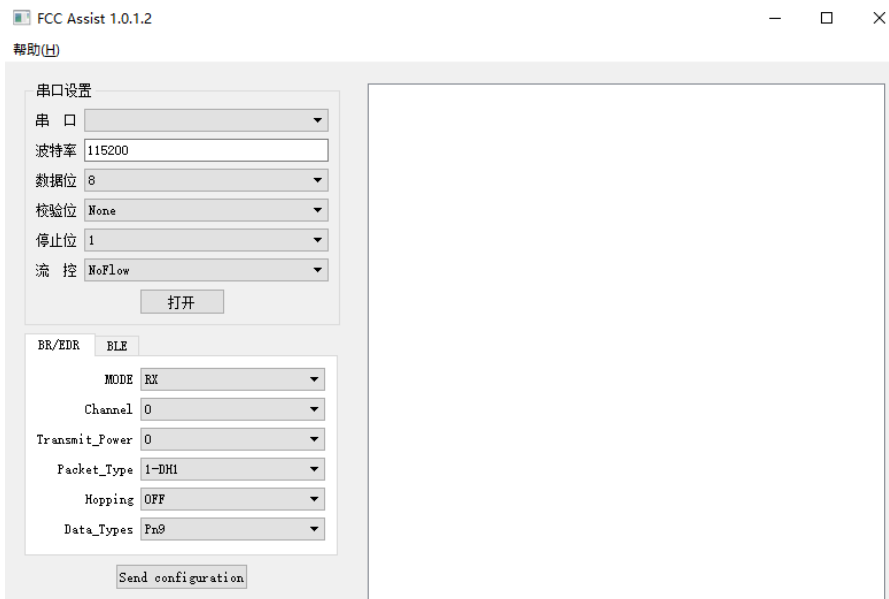 FCC Assist 1.0.1.2
帮助(H)
串口设置
串 口
波特率 115200
数据位 8
校验位 None
停止位 1
流 控 NoFlow
打开
BR/EDR BLE
MODE RX
Channel 0
Transmit_Power 0
Packet_Type 1-DH1
Hopping OFF
Data_Types Pn9
Send configuration